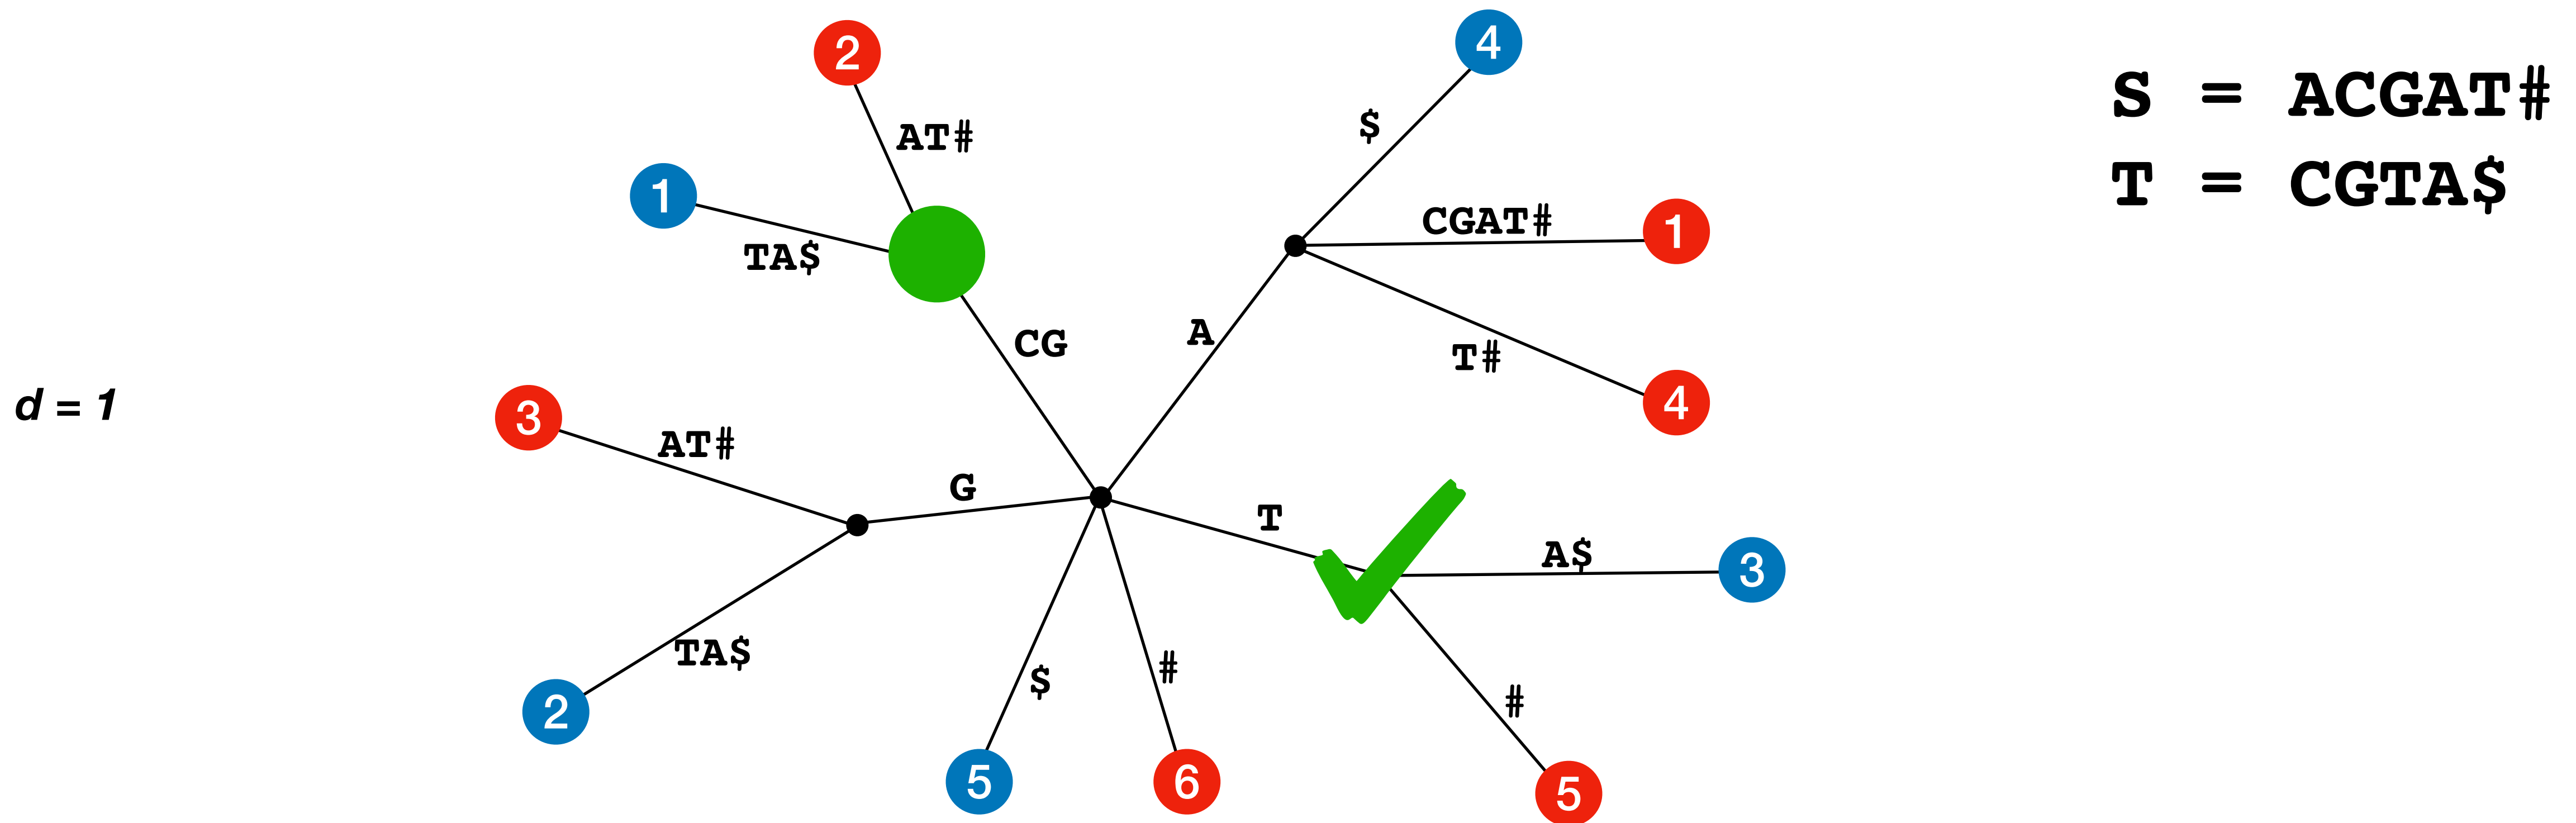 4
2
S = ACGAT#
T = CGTA$
$
AT#
1
CGAT#
1
TA$
A
CG
T#
d = 1
3
4
AT#
G
T
A$
3
TA$
$
#
#
2
5
6
5